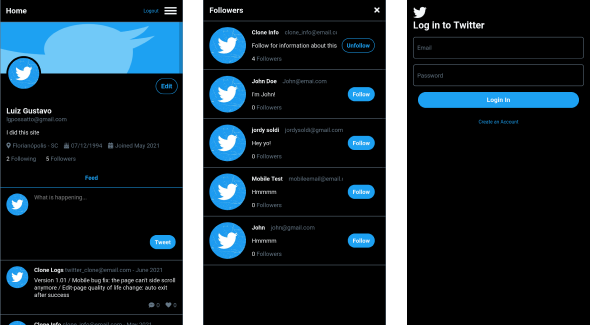 Home
Logout
Edit
Luiz Gustavo
lgpossatto@gmail.com
I did this site
Florianópolis - SC 07/12/1994 Joined May 2021
2 Following 5 Followers
Feed
What is happening...
Tweet
Clone Logs twitter_clone@email.com - June 2021
Version 1.01 / Mobile bug fix: the page can't side scroll
anymore / Edit-page quality of life change: auto exit
after success
0 0
Clone Info clone_info@email.com - May 2021
Followers
Clone info clone_info@email.c
Follow for information about this
Unfollow
4 Followers
John Doe John@email.com
I'm John!
Follow
0 Followers
jordy soldi jordysoldi@gmail.com
Hey yo!
Follow
0 Followers
Mobile Test mobileemail@email.c
Hmmmm
Follow
0 Followers
John john@gmail.com
Hmmmm
Follow
0 Followers
Log in to Twitter
Email
Password
Login In
Create an Account